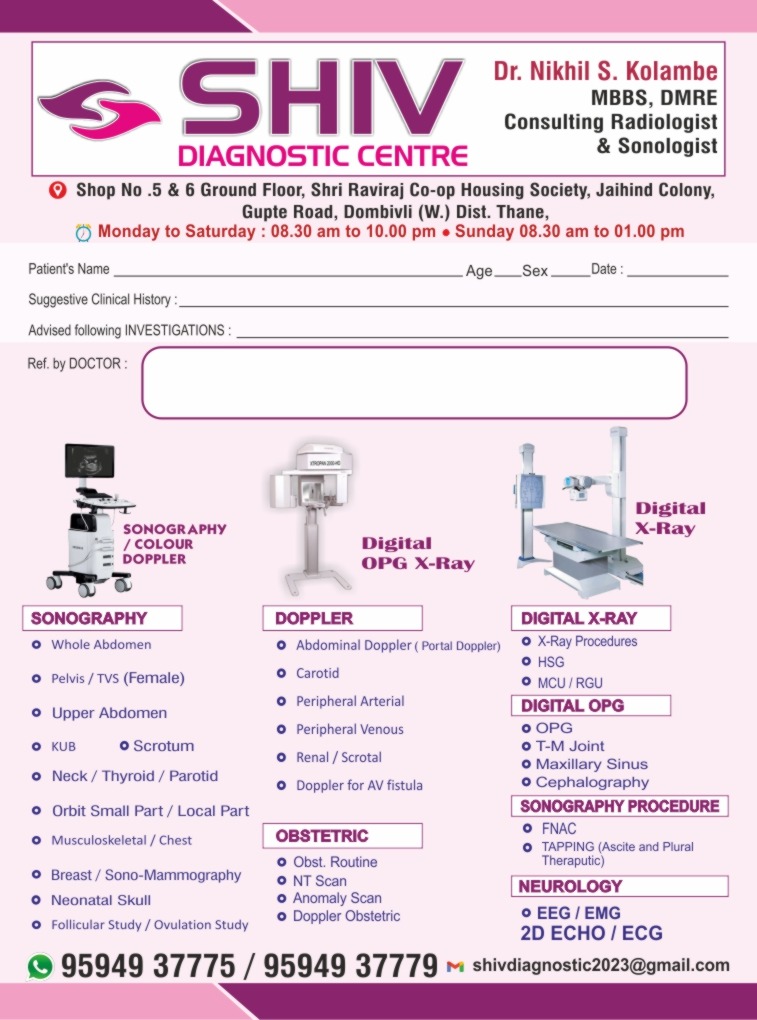 SHIV
DIAGNOSTIC CENTRE
Dr. Nikhil S. Kolambe
MBBS, DMRE
Consulting Radiologist
& Sonologist
Shop No .5 & 6 Ground Floor, Shri Raviraj Co-op Housing Society, Jaihind Colony,
Gupte Road, Dombivli (W.) Dist. Thane,
Monday to Saturday : 08.30 am to 10.00 pm ● Sunday 08.30 am to 01.00 pm
Patient's Name Age Sex Date :
Suggestive Clinical History :
Advised following INVESTIGATIONS :
Ref. by DOCTOR :
SONOGRAPHY
/ COLOUR
DOPPLER
XTROPAN 2000-HD
Digital
OPG X-Ray
Digital
X-Ray
SONOGRAPHY
Whole Abdomen
Pelvis / TVS (Female)
Upper Abdomen
KUB Scrotum
Neck / Thyroid / Parotid
Orbit Small Part / Local Part
Musculoskeletal / Chest
Breast / Sono-Mammography
Neonatal Skull
Follicular Study / Ovulation Study
DOPPLER
Abdominal Doppler ( Portal Doppler)
Carotid
Peripheral Arterial
Peripheral Venous
Renal / Scrotal
Doppler for AV fistula
OBSTETRIC
Obst. Routine
NT Scan
Anomaly Scan
Doppler Obstetric
DIGITAL X-RAY
X-Ray Procedures
HSG
MCU / RGU
DIGITAL OPG
OPG
T-M Joint
Maxillary Sinus
Cephalography
SONOGRAPHY PROCEDURE
FNAC
TAPPING (Ascite and Plural
Theraputic)
NEUROLOGY
EEG / EMG
2D ECHO / ECG
95949 37775 / 95949 37779 shivdiagnostic2023@gmail.com